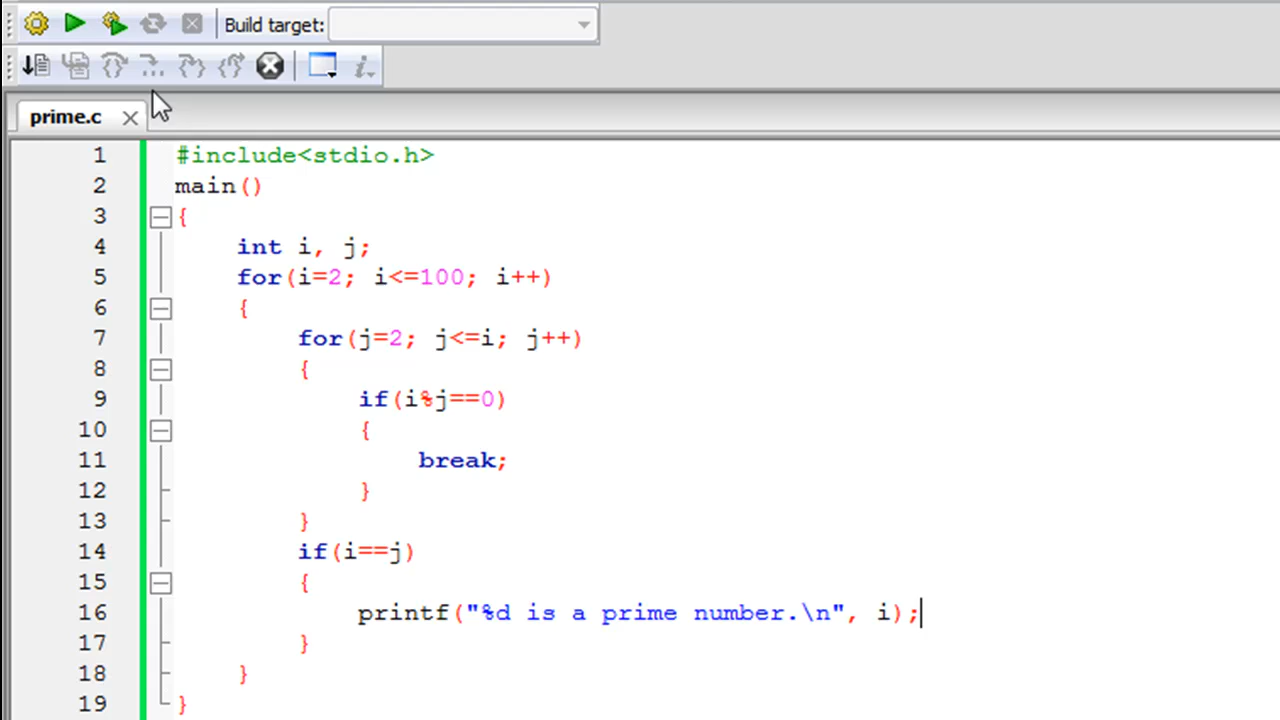 Build target:
prime.c
1 #include<stdio.h>
2 main()
3 {
4 int i, j;
5 for(i=2; i<=100; i++)
6 {
7 for(j=2; j<=i; j++)
8 {
9 if(i%j==0)
10 {
11 break;
12 }
13 }
14 if(i==j)
15 {
16 printf("%d is a prime number.\n", i);
17 }
18 }
19 }